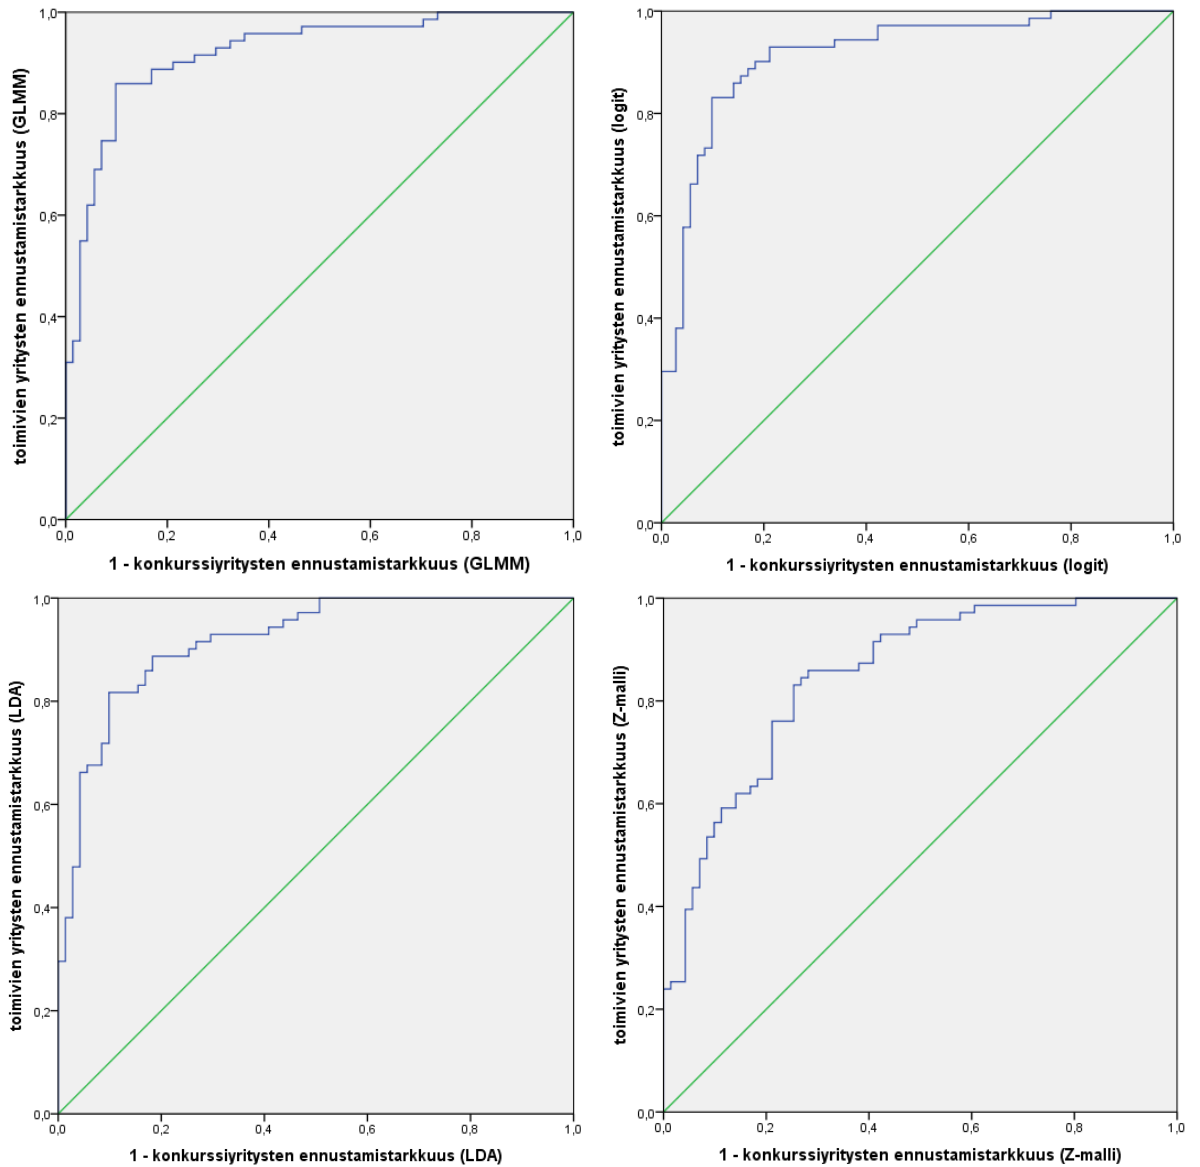 toimivien yritysten ennustamistarkkuus (GLMM)
1,0
0,8
0,6
0,4
0,2
0,0
0,0 0,2 0,4 0,6 0,8 1,0
1 - konkurssiyritysten ennustamistarkkuus (GLMM)
toimivien yritysten ennustamistarkkuus (logit)
1,0
0,8
0,6
0,4
0,2
0,0
0,0 0,2 0,4 0,6 0,8 1,0
1 - konkurssiyritysten ennustamistarkkuus (logit)
toimivien yritysten ennustamistarkkuus (LDA)
1,0
0,8
0,6
0,4
0,2
0,0
0,0 0,2 0,4 0,6 0,8 1,0
1 - konkurssiyritysten ennustamistarkkuus (LDA)
toimivien yritysten ennustamistarkkuus (Z-malli)
1,0
0,8
0,6
0,4
0,2
0,0
0,0 0,2 0,4 0,6 0,8 1,0
1 - konkurssiyritysten ennustamistarkkuus (Z-malli)